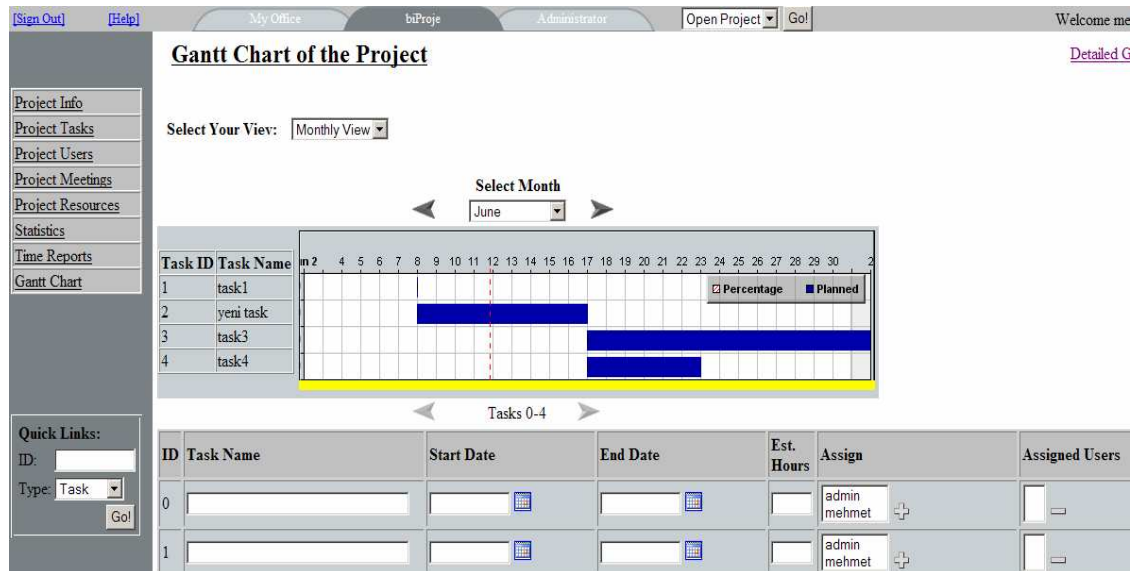 [Sign Out] [Help] My Office biProje Administrator Open Project Go! Welcome me
Gantt Chart of the Project
Detailed G
Project Info
Project Tasks
Project Users
Project Meetings
Project Resources
Statistics
Time Reports
Gantt Chart
Select Your Viev: Monthly View
Select Month
June
Task ID Task Name
un 2 4 5 6 7 8 9 10 11 12 13 14 15 16 17 18 19 20 21 22 23 24 25 26 27 28 29 30 1 2
Percentage Planned
1 task1
2 yeni task
3 task3
4 task4
Tasks 0-4
Quick Links:
ID:
Type: Task
Go!
ID Task Name Start Date End Date Est. Hours Assign Assigned Users
0 admin
mehmet
1 admin
mehmet